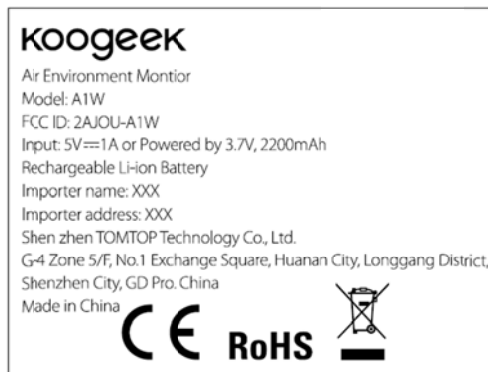 Koogeek
Air Environment Montior
Model: A1W
FCC ID: 2AJOU-A1W
Input: 5V⎓1A or Powered by 3.7V, 2200mAh
Rechargeable Li-ion Battery
Importer name: XXX
Importer address: XXX
Shen zhen TOMTOP Technology Co., Ltd.
G-4 Zone 5/F, No.1 Exchange Square, Huanan City, Longgang District,
Shenzhen City, GD Pro. China
Made in China
CE RoHS